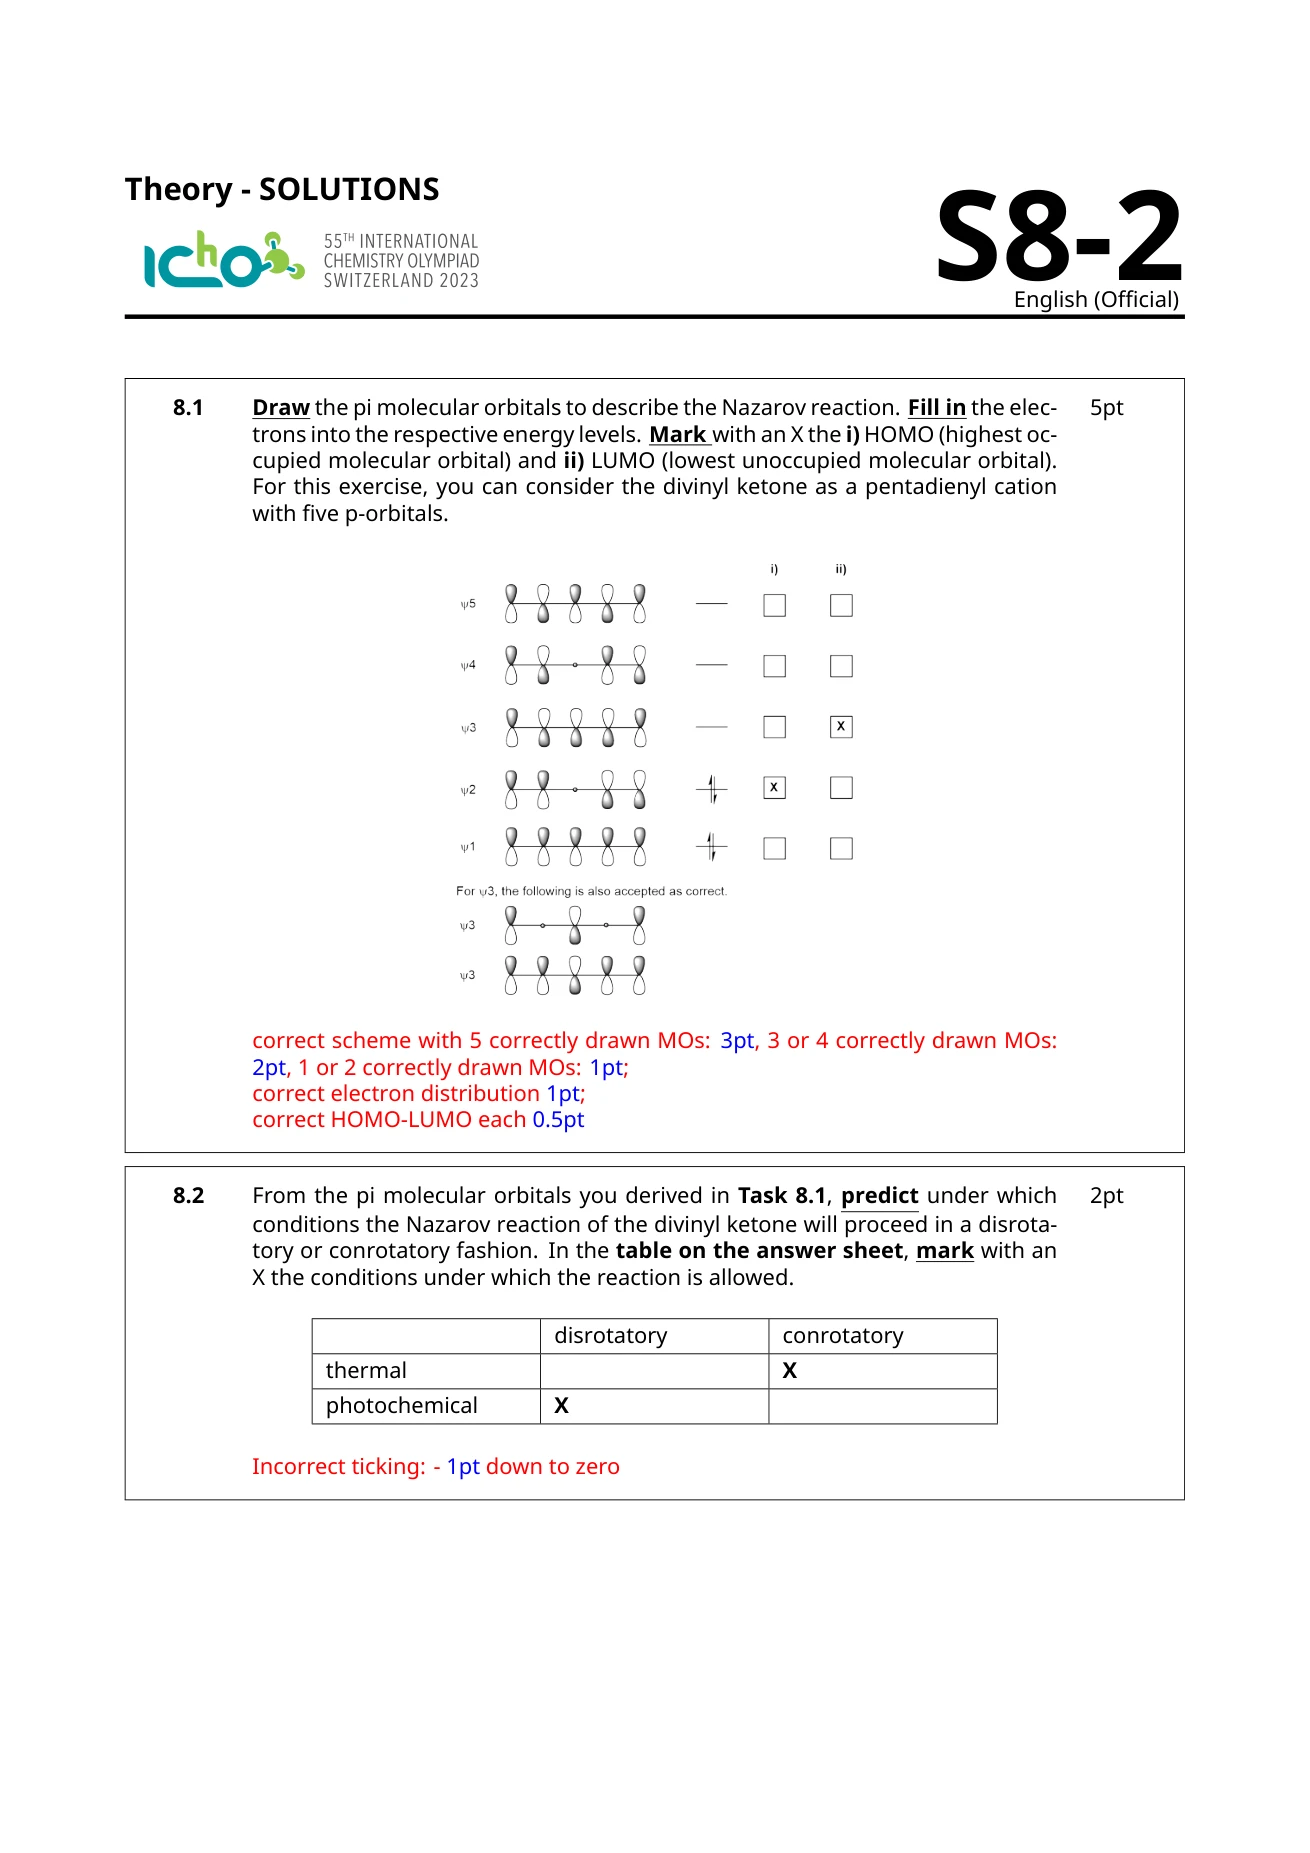 Theory - SOLUTIONS
IChO
55TH INTERNATIONAL
CHEMISTRY OLYMPIAD
SWITZERLAND 2023
S8-2
English (Official)
8.1 Draw the pi molecular orbitals to describe the Nazarov reaction. Fill in the elec- 5pt
trons into the respective energy levels. Mark with an X the i) HOMO (highest oc-
cupied molecular orbital) and ii) LUMO (lowest unoccupied molecular orbital).
For this exercise, you can consider the divinyl ketone as a pentadienyl cation
with five p-orbitals.
i) ii)
ψ5
ψ4
ψ3 X
ψ2 X
ψ1
For ψ3, the following is also accepted as correct.
ψ3
ψ3
correct scheme with 5 correctly drawn MOs: 3pt, 3 or 4 correctly drawn MOs:
2pt, 1 or 2 correctly drawn MOs: 1pt;
correct electron distribution 1pt;
correct HOMO-LUMO each 0.5pt
8.2 From the pi molecular orbitals you derived in Task 8.1, predict under which 2pt
conditions the Nazarov reaction of the divinyl ketone will proceed in a disrota-
tory or conrotatory fashion. In the table on the answer sheet, mark with an
X the conditions under which the reaction is allowed.
disrotatory conrotatory
thermal X
photochemical X
Incorrect ticking: - 1pt down to zero